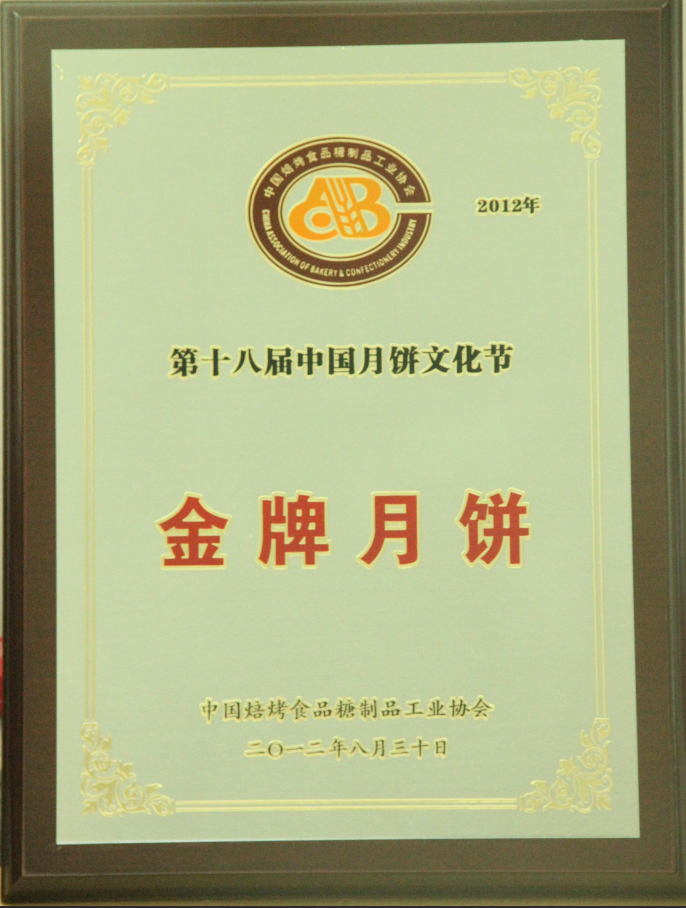 中国焙烤食品糖制品工业协会
CHINA ASSOCIATION OF BAKERY & CONFECTIONERY INDUSTRY
CABC
2012年
第十八届中国月饼文化节
金牌月饼
中国焙烤食品糖制品工业协会
二〇一二年八月三十日